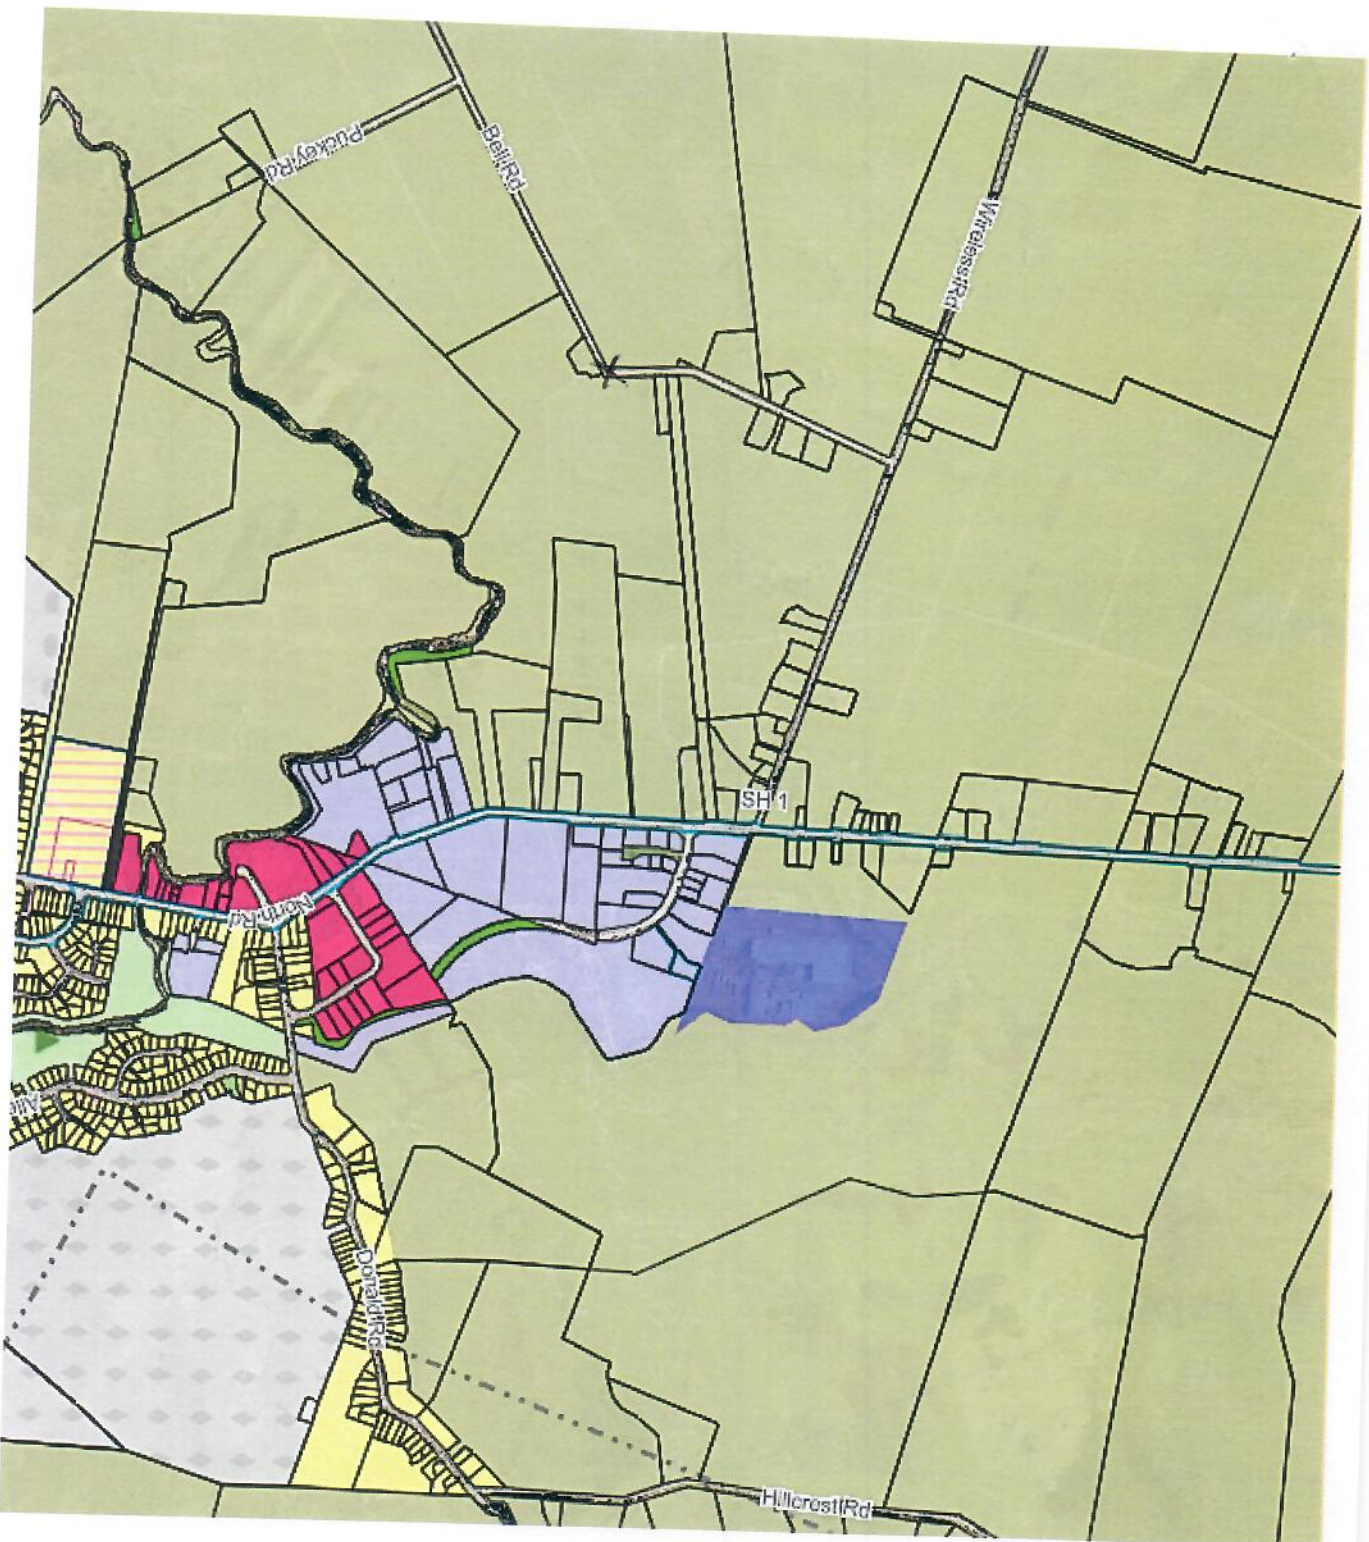 Puckey Rd
Bell Rd
Wireless Rd
SH 1
North Rd
Donald Rd
Hillcrest Rd